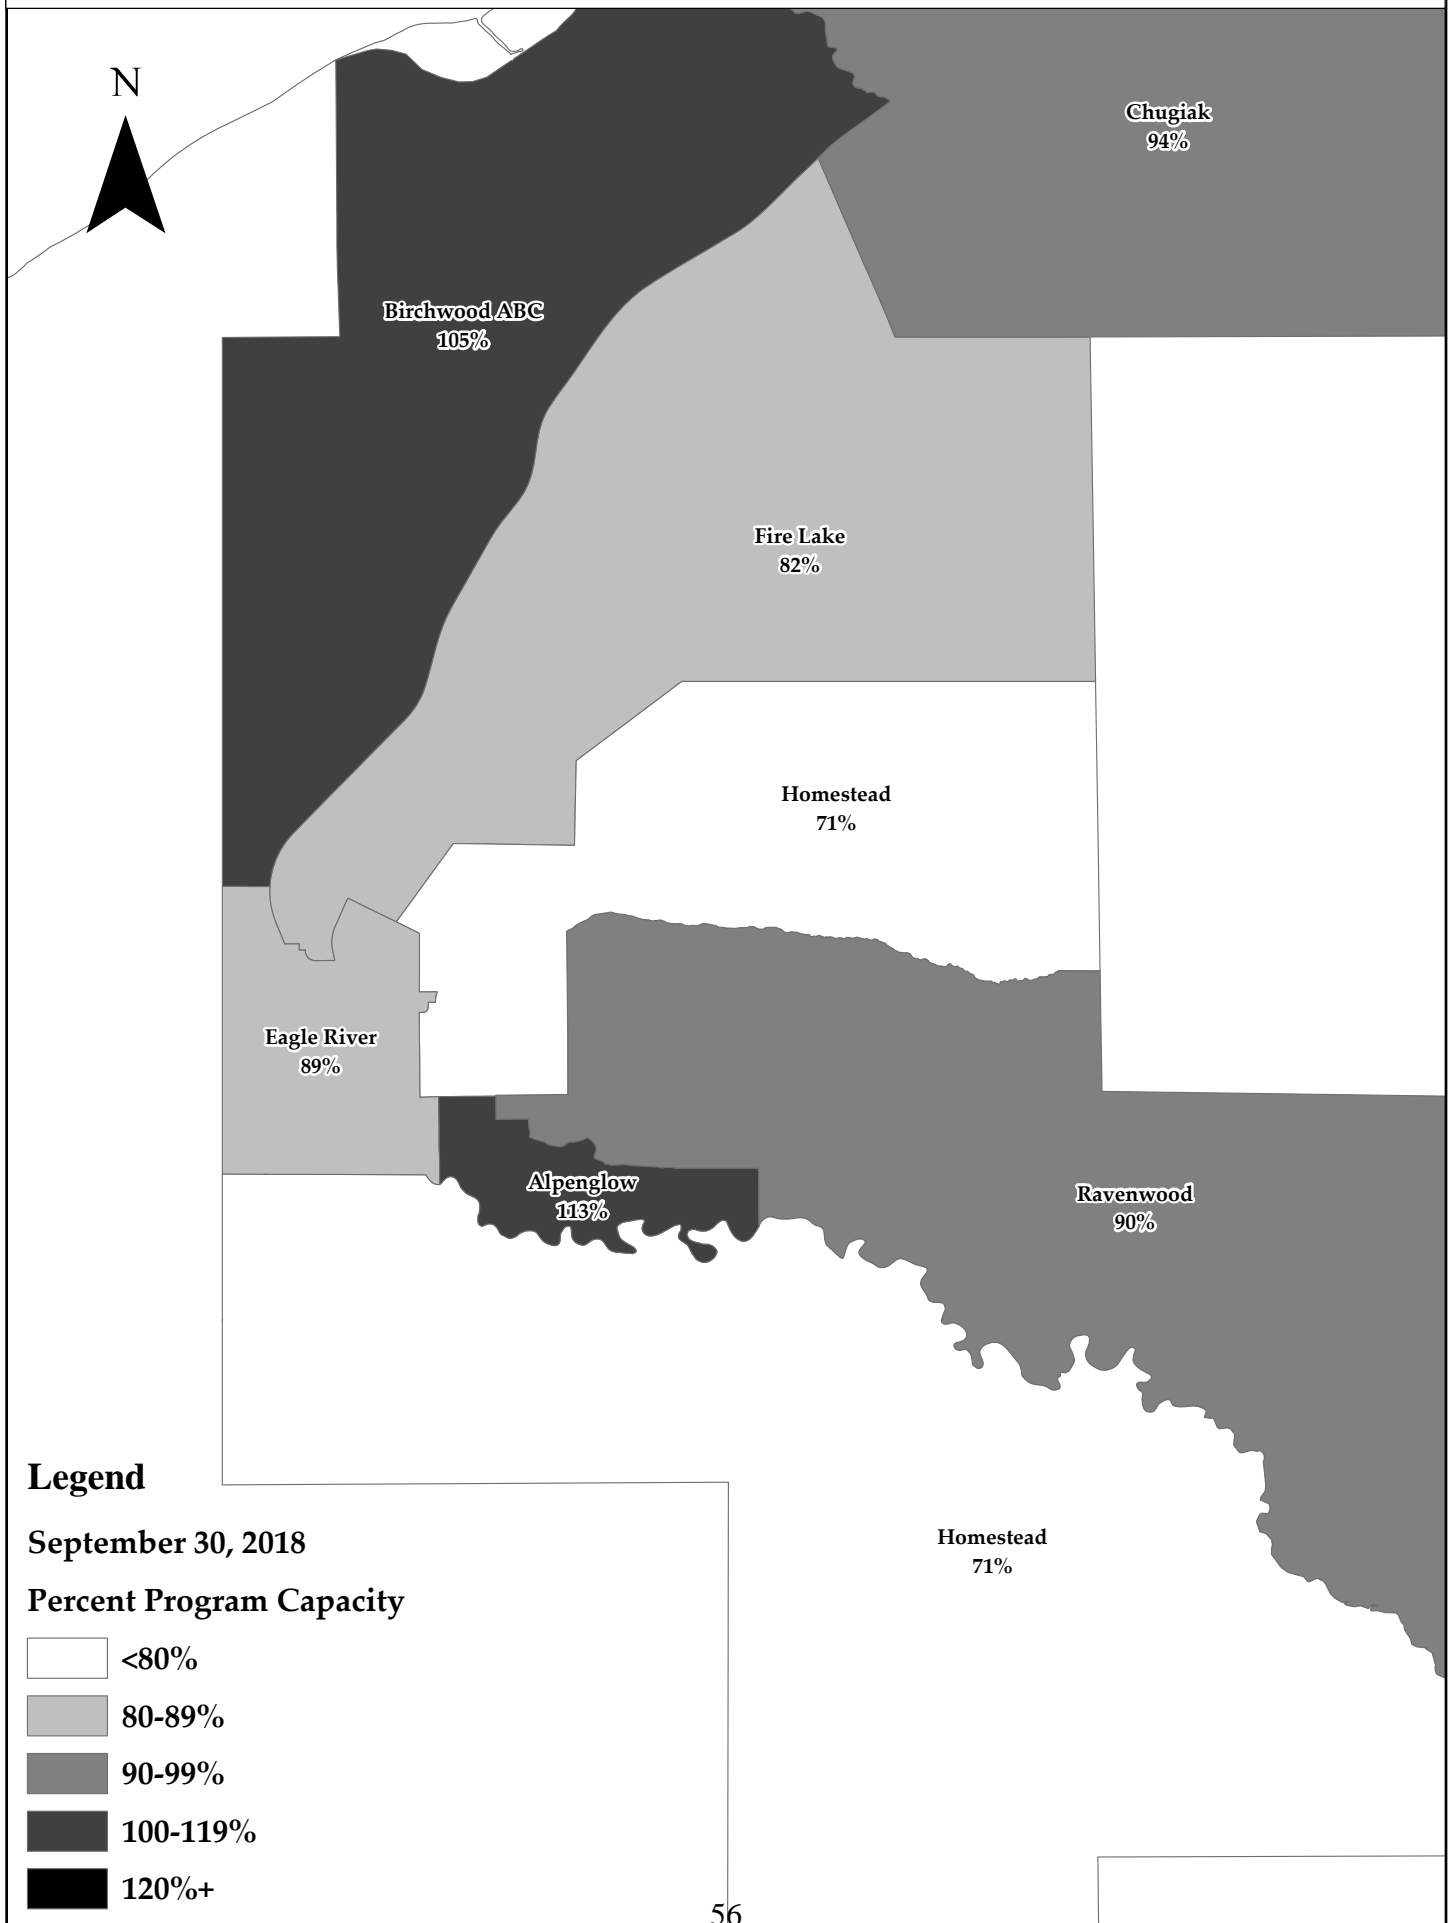 N
Chugiak
94%
Birchwood ABC
105%
Fire Lake
82%
Homestead
71%
Eagle River
89%
Alpenglow
113%
Ravenwood
90%
Homestead
71%
Legend
September 30, 2018
Percent Program Capacity
<80%
80-89%
90-99%
100-119%
120%+
56